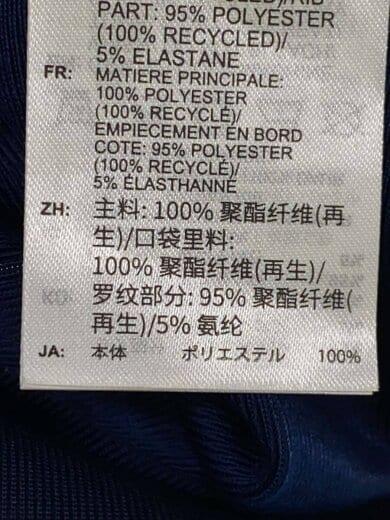 PART: 95% POLYESTER
(100% RECYCLED)/
5% ELASTANE
FR: MATIERE PRINCIPALE:
100% POLYESTER
(100% RECYCLÉ)/
EMPIECEMENT EN BORD
COTE: 95% POLYESTER
(100% RECYCLÉ)/
5% ÉLASTHANNE
ZH: 主料: 100% 聚酯纤维(再
生)/口袋里料:
100% 聚酯纤维(再生)/
罗纹部分: 95% 聚酯纤维(
再生)/5% 氨纶
JA: 本体 ポリエステル 100%